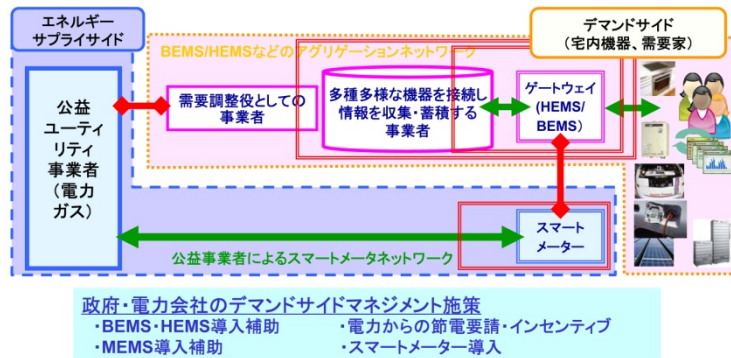 エネルギー
サプライサイド
デマンドサイド
(宅内機器、需要家)
BEMS/HEMSなどのアグリゲーションネットワーク
公益
ユーティ
リティ
事業者
(電力
ガス)
需要調整役としての
事業者
多種多様な機器を接続し
情報を収集・蓄積する
事業者
ゲートウェイ
(HEMS/
BEMS)
スマート
メーター
公益事業者によるスマートメータネットワーク
政府・電力会社のデマンドサイドマネジメント施策
・BEMS・HEMS導入補助
・電力からの節電要請・インセンティブ
・MEMS導入補助
・スマートメーター導入